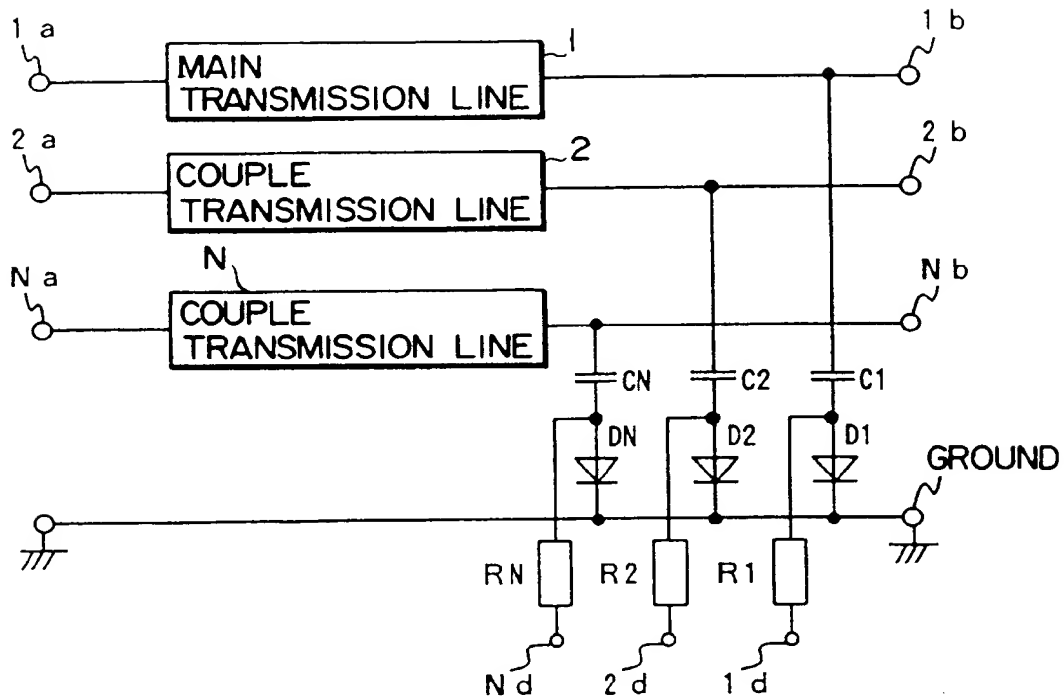 1 a
1
1 b
MAIN
TRANSMISSION LINE
2 a
2
2 b
COUPLE
TRANSMISSION LINE
N a
N
N b
COUPLE
TRANSMISSION LINE
CN
C2
C1
DN
D2
D1
GROUND
RN
R2
R1
N d
2 d
1 d